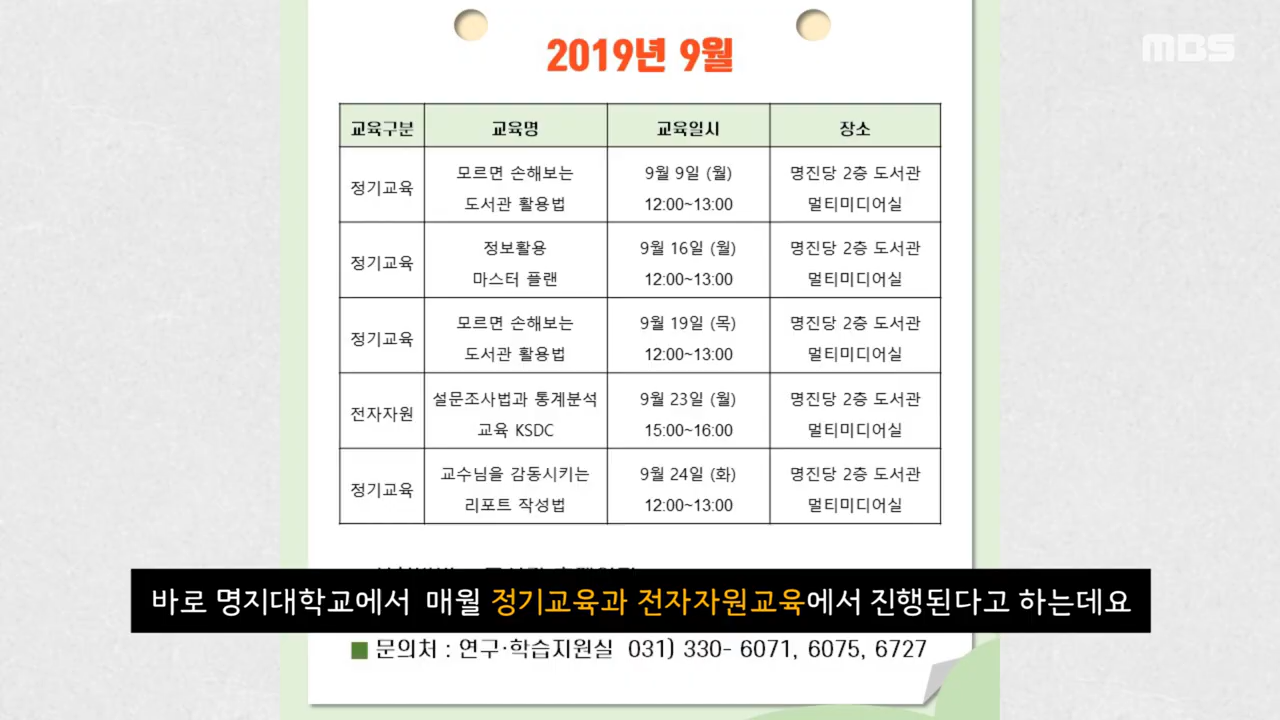 MBS
2019년 9월
교육구분 교육명 교육일시 장소
정기교육 모르면 손해보는 도서관 활용법 9월 9일 (월) 12:00~13:00 명진당 2층 도서관 멀티미디어실
정기교육 정보활용 마스터 플랜 9월 16일 (월) 12:00~13:00 명진당 2층 도서관 멀티미디어실
정기교육 모르면 손해보는 도서관 활용법 9월 19일 (목) 12:00~13:00 명진당 2층 도서관 멀티미디어실
전자자원 설문조사법과 통계분석 교육 KSDC 9월 23일 (월) 15:00~16:00 명진당 2층 도서관 멀티미디어실
정기교육 교수님을 감동시키는 리포트 작성법 9월 24일 (화) 12:00~13:00 명진당 2층 도서관 멀티미디어실
바로 명지대학교에서 매월 정기교육과 전자자원교육에서 진행된다고 하는데요
■ 문의처 : 연구·학습지원실 031) 330- 6071, 6075, 6727